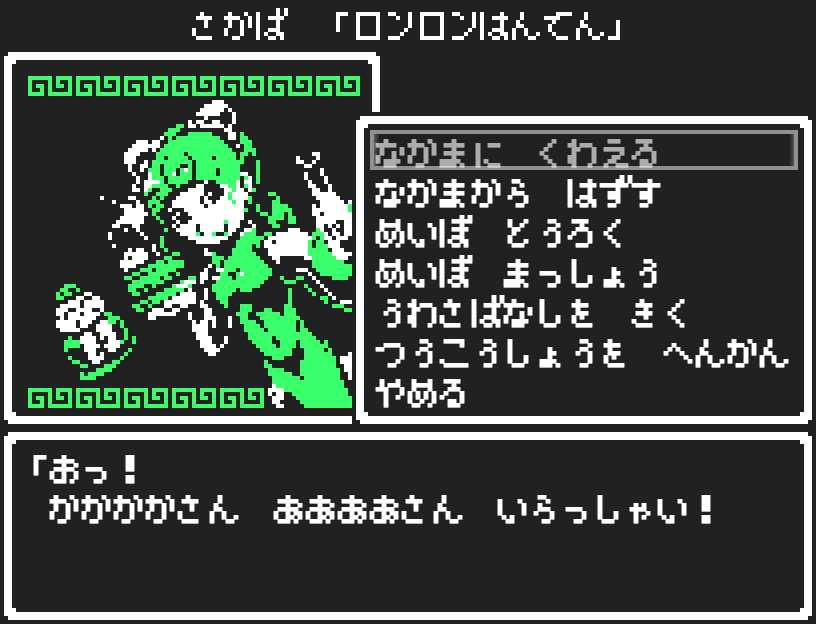 さかば 「ロンロンはんてん」
なかまに くわえる
なかまから はずす
めいぼ とうろく
めいぼ まっしょう
うわさばなしを きく
つうこうしょうを へんかん
やめる
「おっ!
かかかかさん ああああさん いらっしゃい!